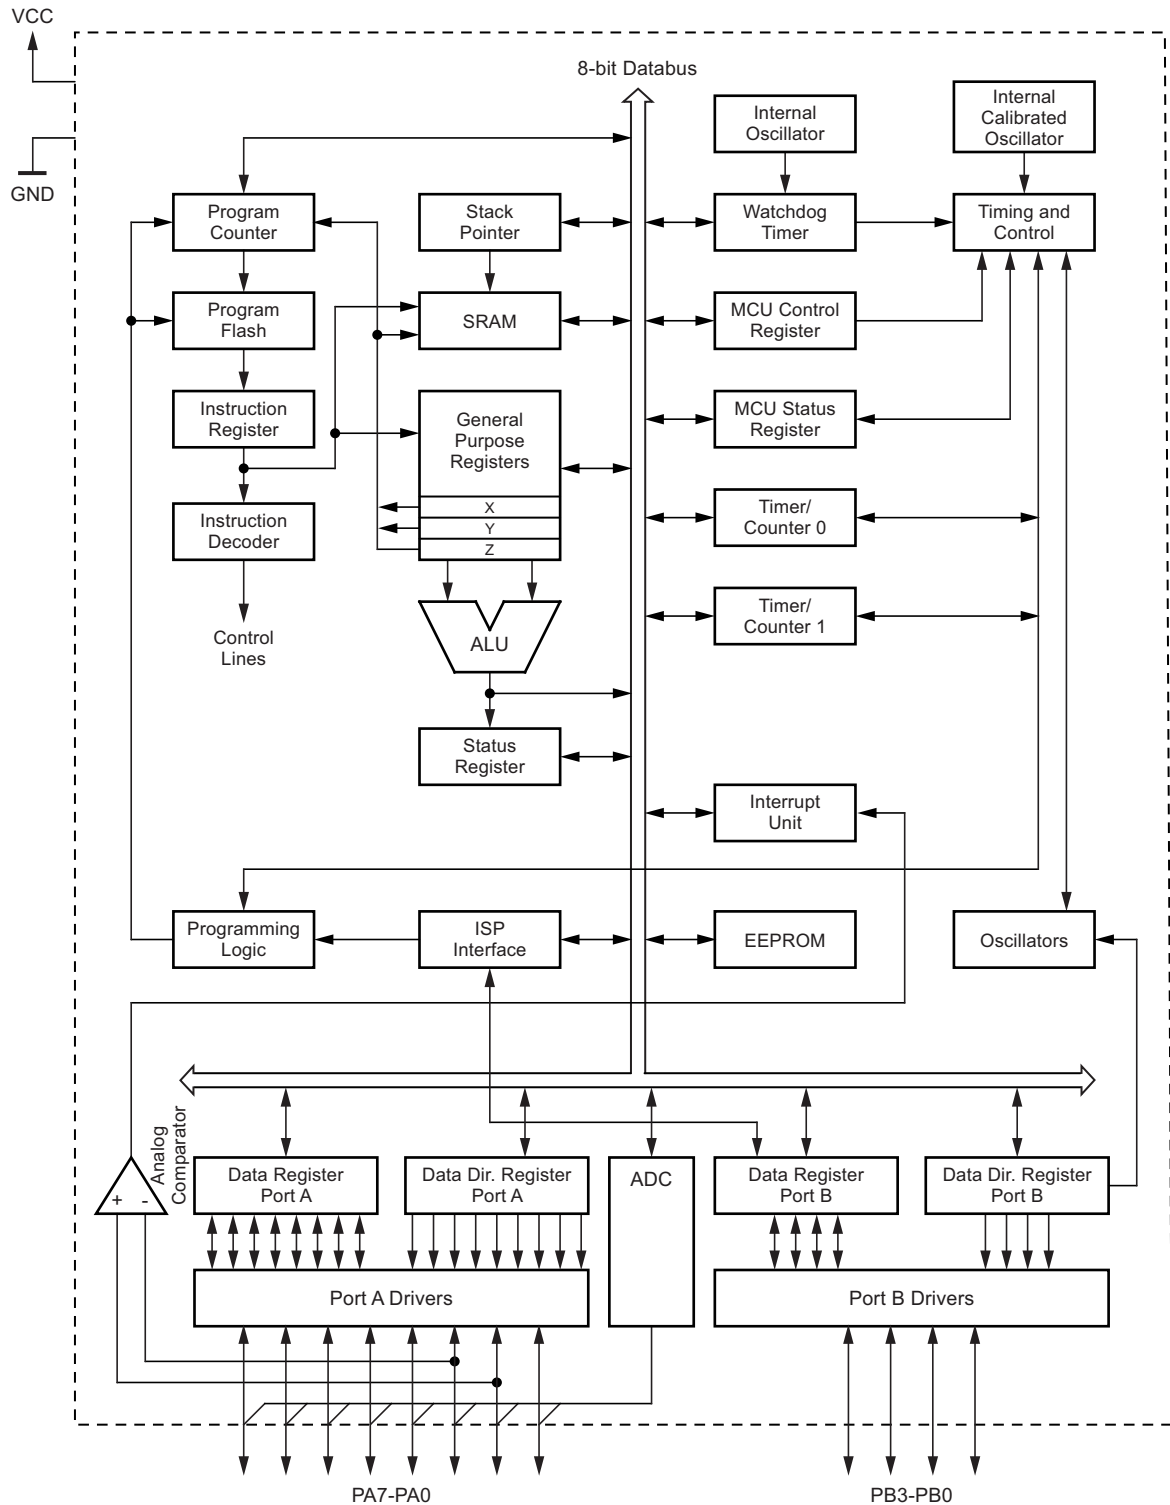 VCC
GND
8-bit Databus
Internal
Oscillator
Internal
Calibrated
Oscillator
Program
Counter
Stack
Pointer
Watchdog
Timer
Timing and
Control
Program
Flash
SRAM
MCU Control
Register
Instruction
Register
General
Purpose
Registers
X
Y
Z
MCU Status
Register
Instruction
Decoder
Timer/
Counter 0
Control
Lines
ALU
Timer/
Counter 1
Status
Register
Interrupt
Unit
Programming
Logic
ISP
Interface
EEPROM
Oscillators
Analog
Comparator
+ -
Data Register
Port A
Data Dir. Register
Port A
ADC
Data Register
Port B
Data Dir. Register
Port B
Port A Drivers
Port B Drivers
PA7-PA0
PB3-PB0